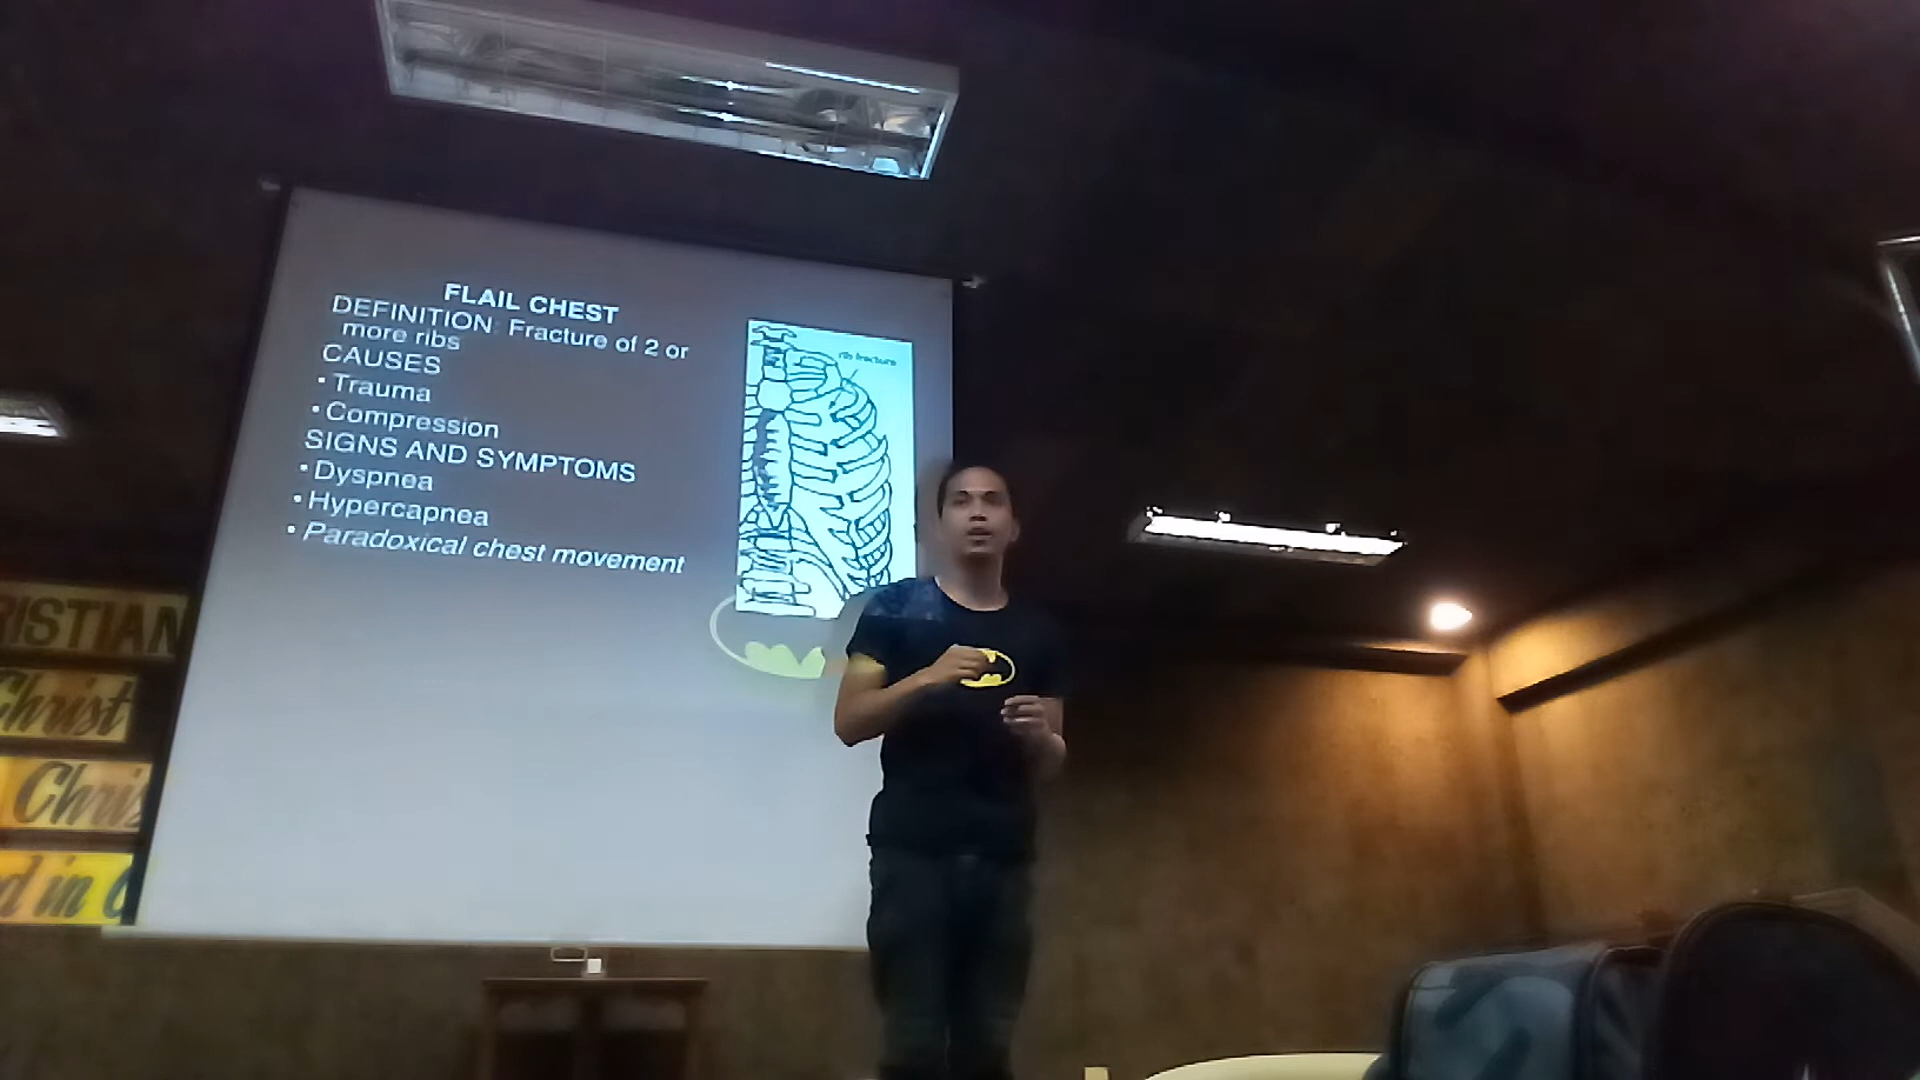 FLAIL CHEST
DEFINITION: Fracture of 2 or
more ribs
CAUSES
• Trauma
• Compression
SIGNS AND SYMPTOMS
• Dyspnea
• Hypercapnea
• Paradoxical chest movement
rib fracture
RISTIAN
Christ
Chris
d in C